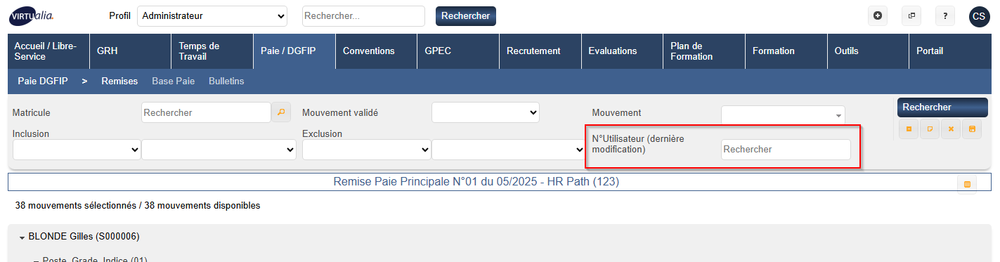 VIRTUalia.
Profil Administrateur Rechercher... Rechercher ? CS
Accueil / Libre-Service GRH Temps de Travail Paie / DGFIP Conventions GPEC Recrutement Evaluations Plan de Formation Formation Outils Portail
Paie DGFIP > Remises Base Paie Bulletins
Matricule Rechercher Mouvement validé Mouvement Rechercher
Inclusion Exclusion N°Utilisateur (dernière
modification) Rechercher
Remise Paie Principale N°01 du 05/2025 - HR Path (123)
38 mouvements sélectionnés / 38 mouvements disponibles
BLONDE Gilles (S000006)
Poste, Grade, Indice (01)